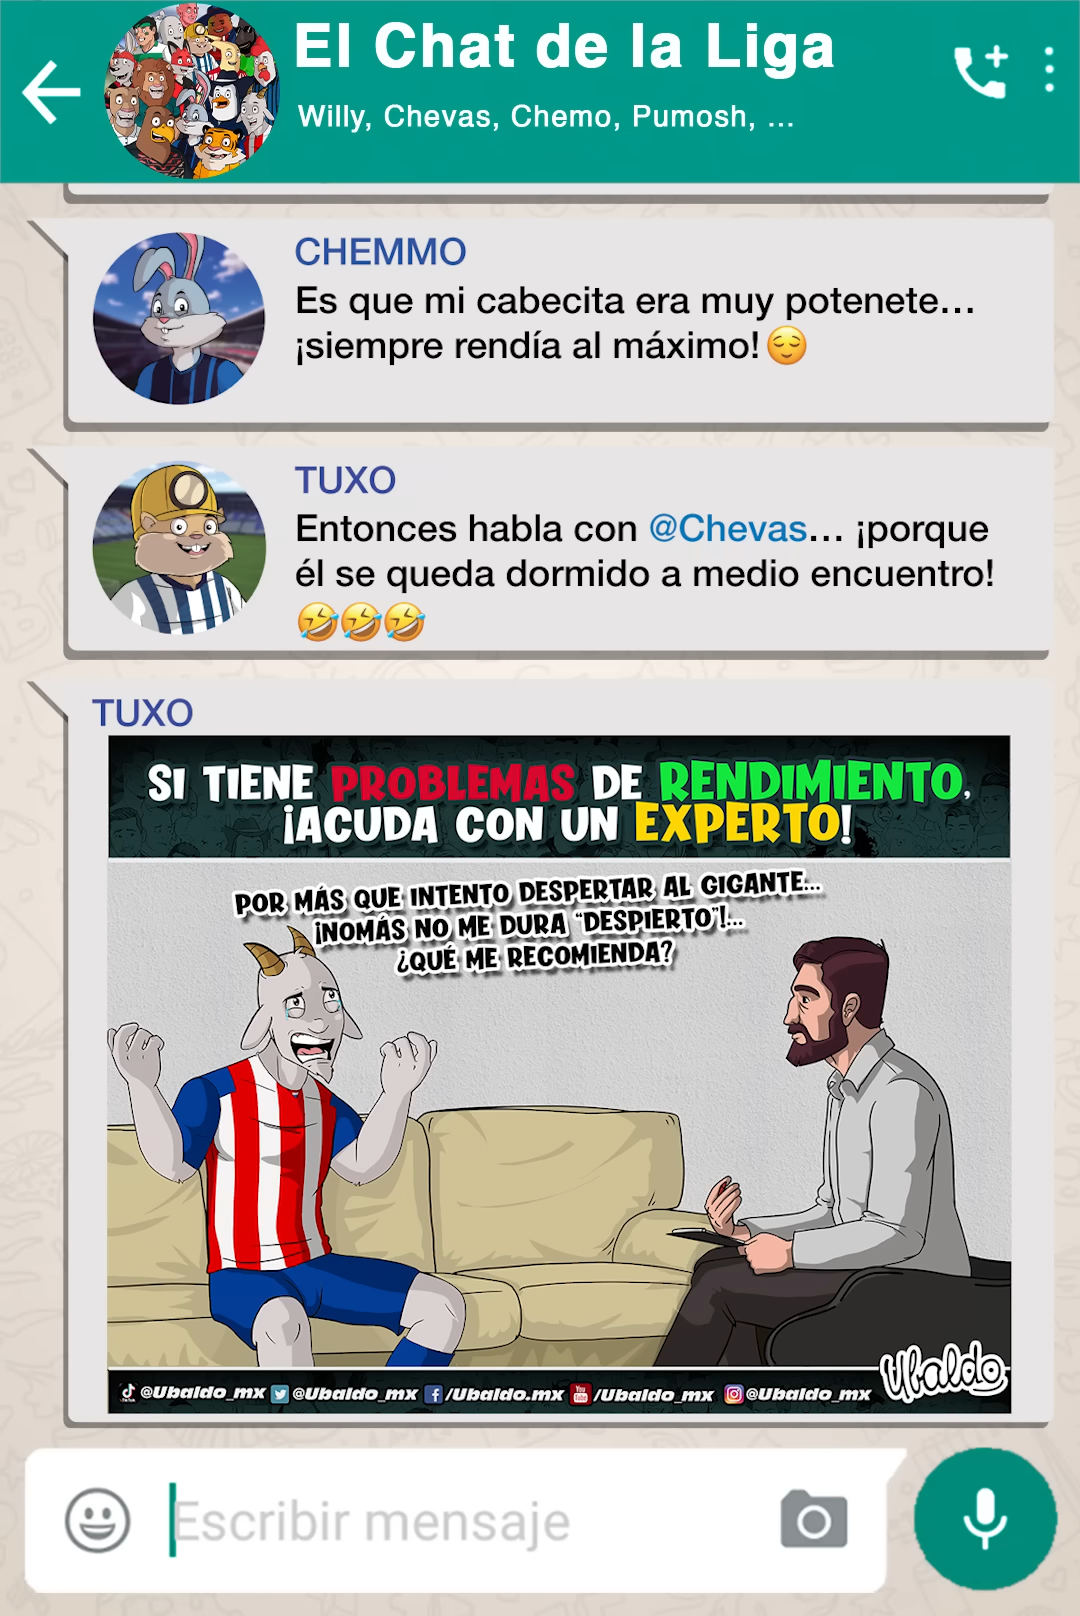 El Chat de la Liga
Willy, Chevas, Chemo, Pumosh, ...
CHEMMO
Es que mi cabecita era muy potenete...
¡siempre rendía al máximo!
TUXO
Entonces habla con @Chevas... ¡porque
él se queda dormido a medio encuentro!
TUXO
SI TIENE PROBLEMAS DE RENDIMIENTO,
¡ACUDA CON UN EXPERTO!
POR MÁS QUE INTENTO DESPERTAR AL GIGANTE...
¡NOMÁS NO ME DURA "DESPIERTO"!...
¿QUÉ ME RECOMIENDA?
Ubaldo
@Ubaldo_mx @Ubaldo_mx /Ubaldo.mx /Ubaldo_mx @Ubaldo_mx
Escribir mensaje